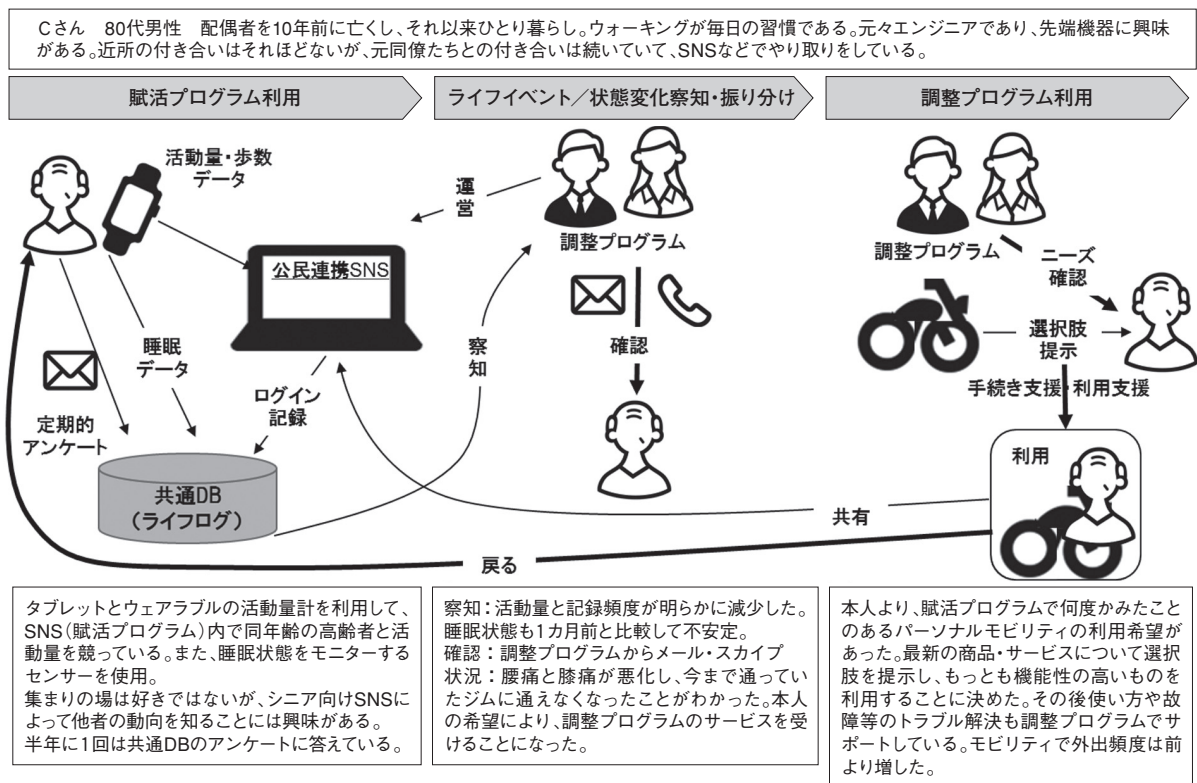 Cさん　80代男性　配偶者を10年前に亡くし、それ以来ひとり暮らし。ウォーキングが毎日の習慣である。元々エンジニアであり、先端機器に興味
がある。近所の付き合いはそれほどないが、元同僚たちとの付き合いは続いていて、SNSなどでやり取りをしている。
賦活プログラム利用
ライフイベント／状態変化察知・振り分け
調整プログラム利用
活動量・歩数
データ
公民連携SNS
睡眠
データ
定期的
アンケート
ログイン
記録
共通DB
（ライフログ）
運営
調整プログラム
察知
確認
調整プログラム
ニーズ
確認
選択肢
提示
手続き支援・利用支援
利用
共有
戻る
タブレットとウェアラブルの活動量計を利用して、
SNS（賦活プログラム）内で同年齢の高齢者と活
動量を競っている。また、睡眠状態をモニターする
センサーを使用。
集まりの場は好きではないが、シニア向けSNSに
よって他者の動向を知ることには興味がある。
半年に1回は共通DBのアンケートに答えている。
察知：活動量と記録頻度が明らかに減少した。
睡眠状態も1カ月前と比較して不安定。
確認：調整プログラムからメール・スカイプ
状況：腰痛と膝痛が悪化し、今まで通ってい
たジムに通えなくなったことがわかった。本人
の希望により、調整プログラムのサービスを受
けることになった。
本人より、賦活プログラムで何度かみたこと
のあるパーソナルモビリティの利用希望が
あった。最新の商品・サービスについて選択
肢を提示し、もっとも機能性の高いものを
利用することに決めた。その後使い方や故
障等のトラブル解決も調整プログラムでサ
ポートしている。モビリティで外出頻度は前
より増した。